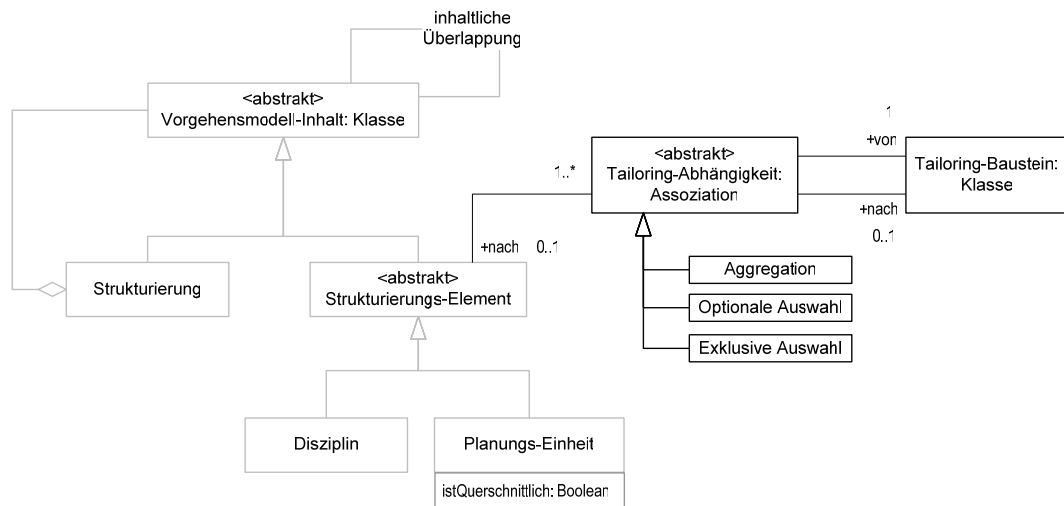 inhaltliche
Überlappung
<abstrakt>
Vorgehensmodell-Inhalt: Klasse
1
+von
<abstrakt>
Tailoring-Abhängigkeit:
Assoziation
Tailoring-Baustein:
Klasse
1..*
+nach
0..1
+nach 0..1
Strukturierung
<abstrakt>
Strukturierungs-Element
Aggregation
Optionale Auswahl
Exklusive Auswahl
Disziplin
Planungs-Einheit
istQuerschnittlich: Boolean